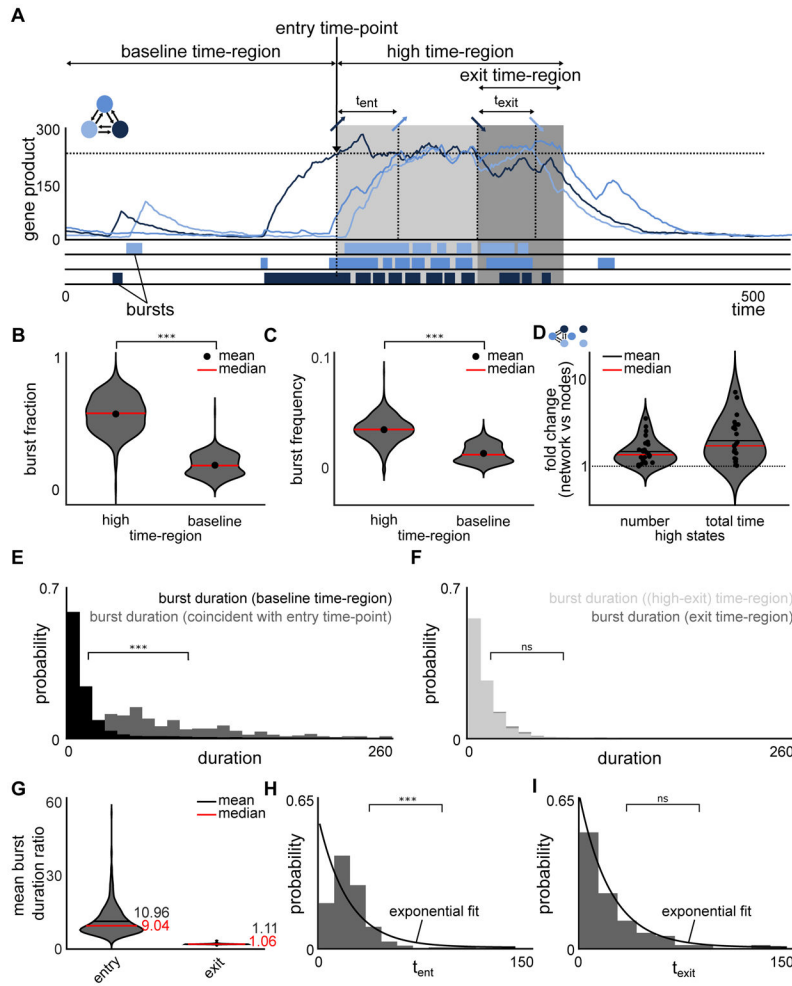 A
entry time-point
baseline time-region
high time-region
exit time-region
t_ent
t_exit
300
150
0
gene product
0
bursts
500
time
B
***
mean
median
1
0
burst fraction
high
baseline
time-region
C
***
mean
median
0.1
0
burst frequency
high
baseline
time-region
D
mean
median
10
1
fold change
(network vs nodes)
number
total time
high states
E
0.7
0
probability
burst duration (baseline time-region)
burst duration (coincident with entry time-point)
***
0
260
duration
F
0.7
0
probability
burst duration ((high-exit) time-region)
burst duration (exit time-region)
ns
0
260
duration
G
60
30
0
mean burst
duration ratio
mean
median
10.96
9.04
1.11
1.06
entry
exit
H
0.65
0
probability
***
exponential fit
0
150
t_ent
I
0.65
0
probability
ns
exponential fit
0
150
t_exit